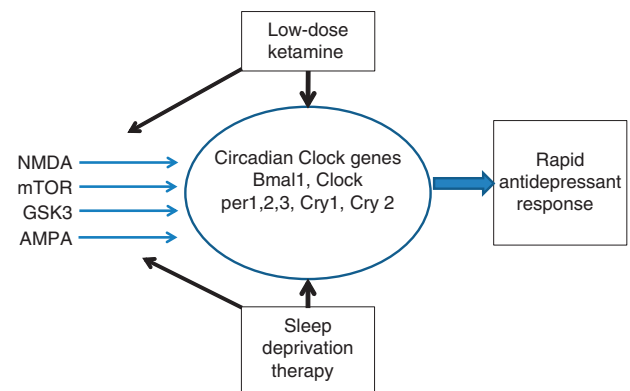 Low-dose
ketamine
NMDA
mTOR
GSK3
AMPA
Circadian Clock genes
Bmal1, Clock
per1,2,3, Cry1, Cry 2
Rapid
antidepressant
response
Sleep
deprivation
therapy